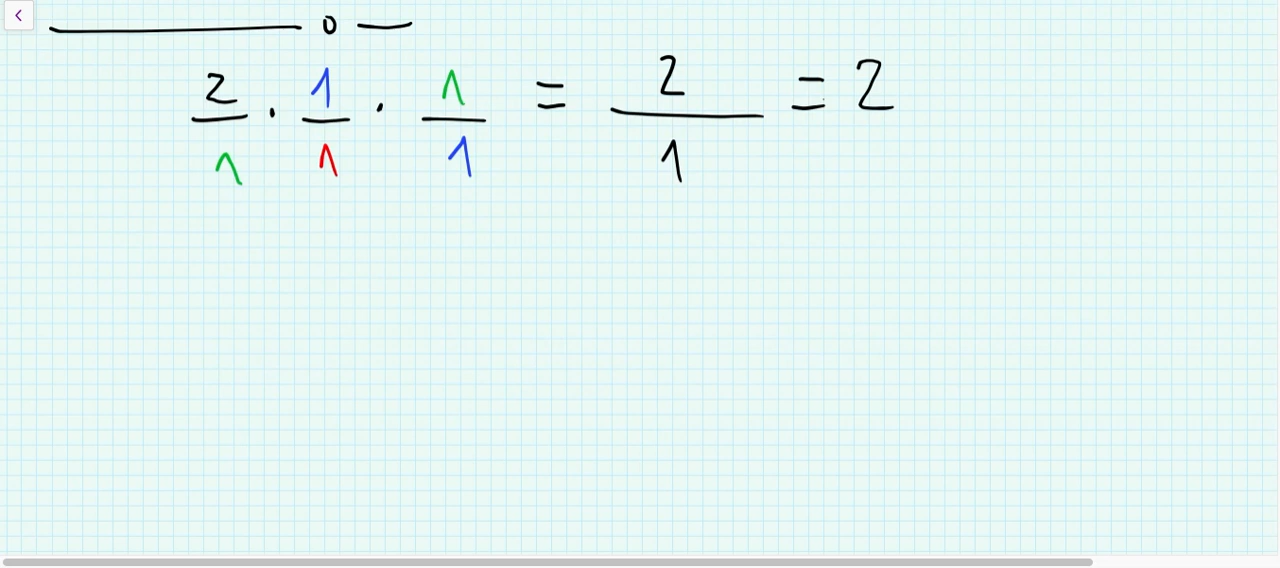 2/1 · 1/1 · 1/1 = 2/1 = 2